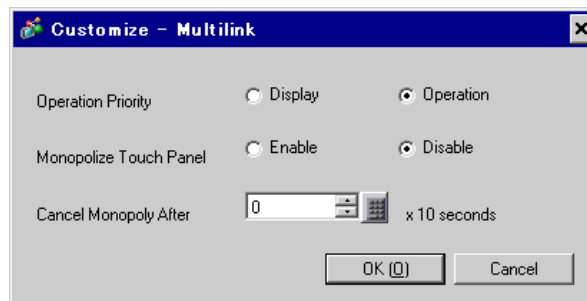 Customize - Multilink
Operation Priority Display Operation
Monopolize Touch Panel Enable Disable
Cancel Monopoly After 0 x 10 seconds
OK (O) Cancel